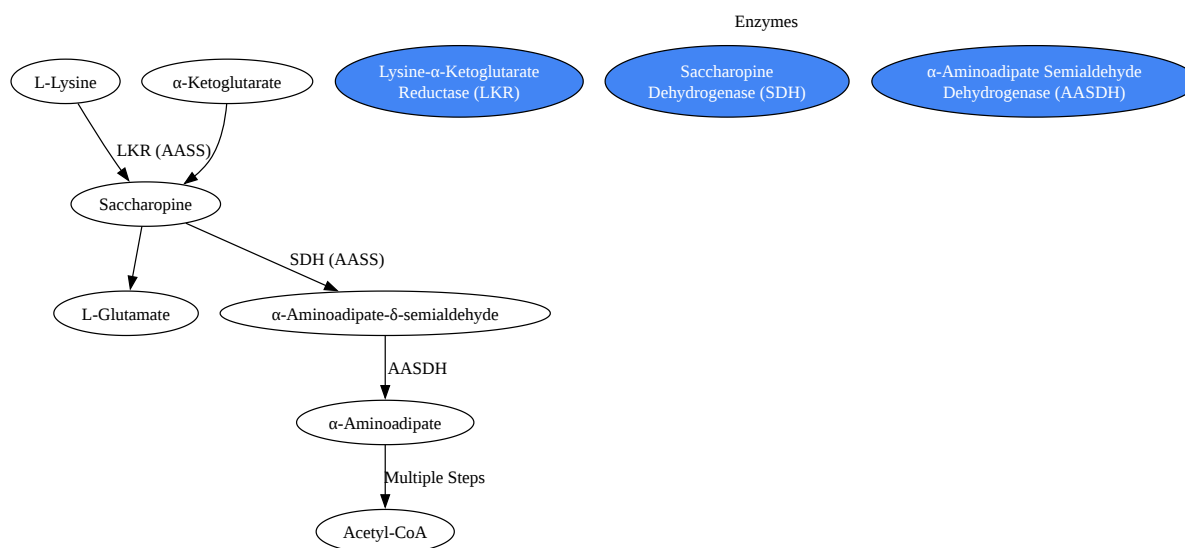 Enzymes
L-Lysine
α-Ketoglutarate
Lysine-α-Ketoglutarate
Reductase (LKR)
Saccharopine
Dehydrogenase (SDH)
α-Aminoadipate Semialdehyde
Dehydrogenase (AASDH)
LKR (AASS)
Saccharopine
SDH (AASS)
L-Glutamate
α-Aminoadipate-δ-semialdehyde
AASDH
α-Aminoadipate
Multiple Steps
Acetyl-CoA